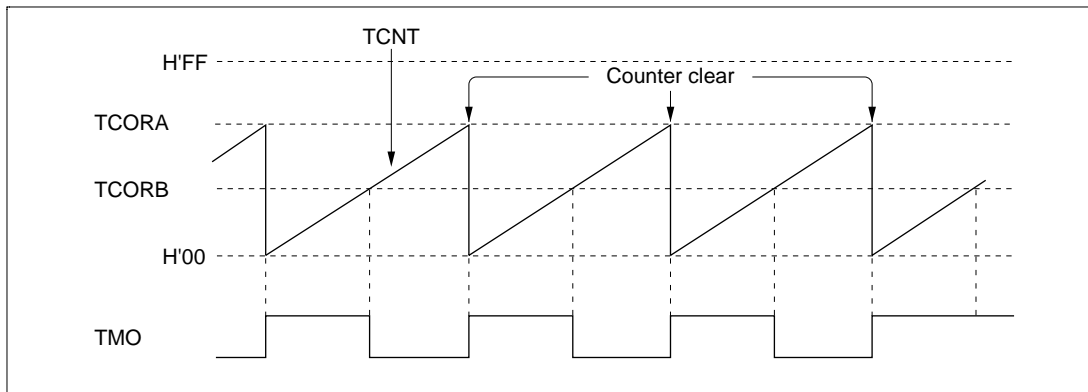 TCNT
H'FF
Counter clear
TCORA
TCORB
H'00
TMO